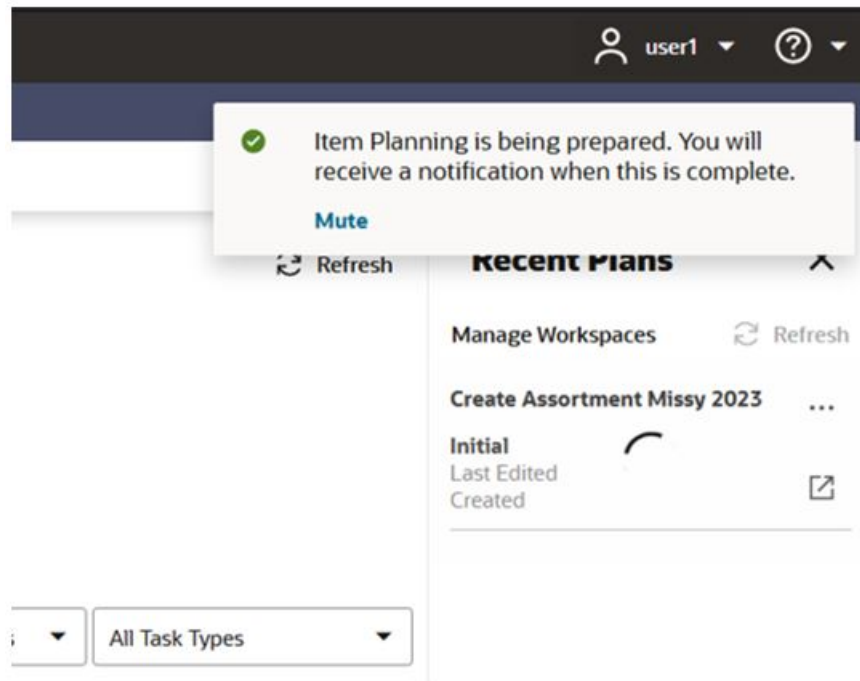 user1
Item Planning is being prepared. You will
receive a notification when this is complete.
Mute
Refresh
Recent Plans
Manage Workspaces
Refresh
Create Assortment Missy 2023
...
Initial
Last Edited
Created
All Task Types